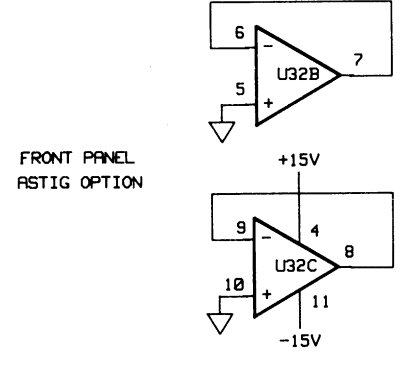 6
-
7
U32B
5
+
FRONT PANEL
ASTIG OPTION
+15V
9
-
4
8
U32C
10
+
11
-15V